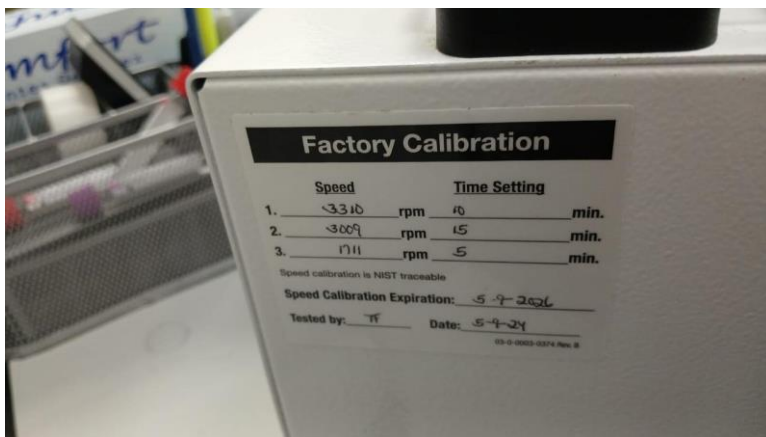 Factory Calibration
Speed Time Setting
1. 3310 rpm 10 min.
2. 3009 rpm 15 min.
3. 1711 rpm 5 min.
Speed calibration is NIST traceable
Speed Calibration Expiration: 5-9-2026
Tested by: TF Date: 5-9-24